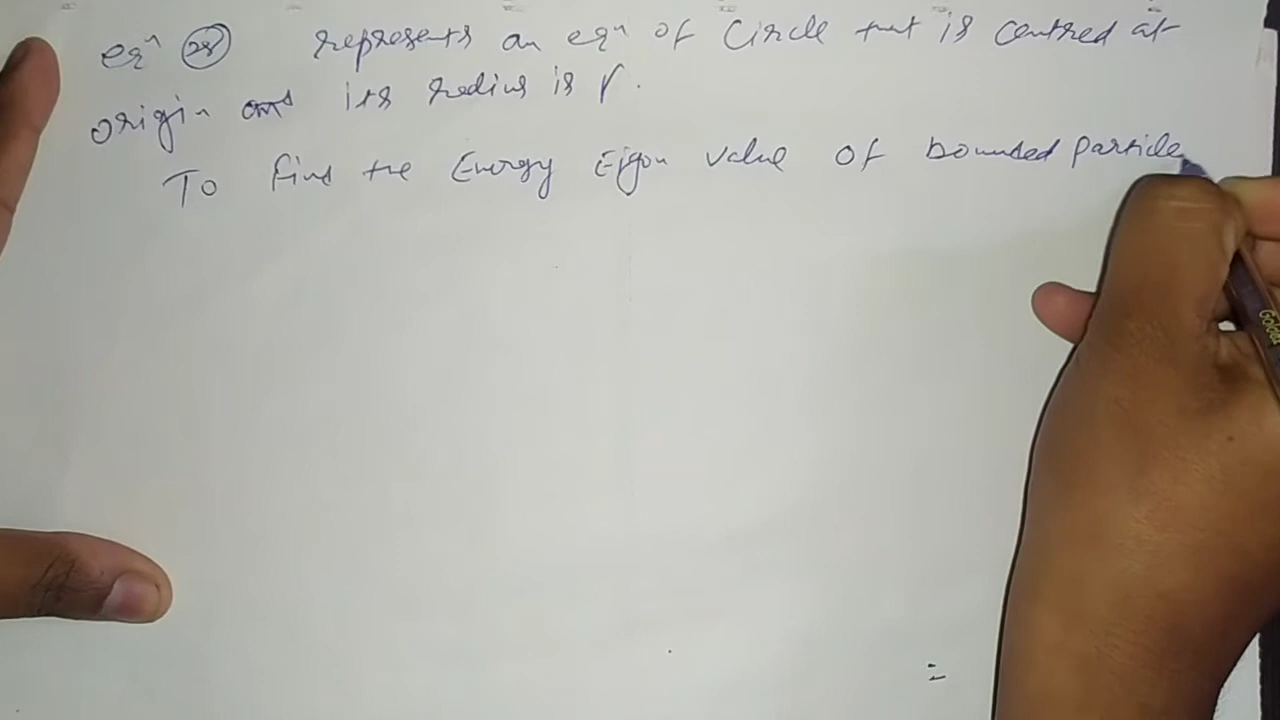 eqⁿ (28) represents an eqⁿ of Circle that is centred at
origin and its radius is r.
To find the Energy Eigen value of bounded particle